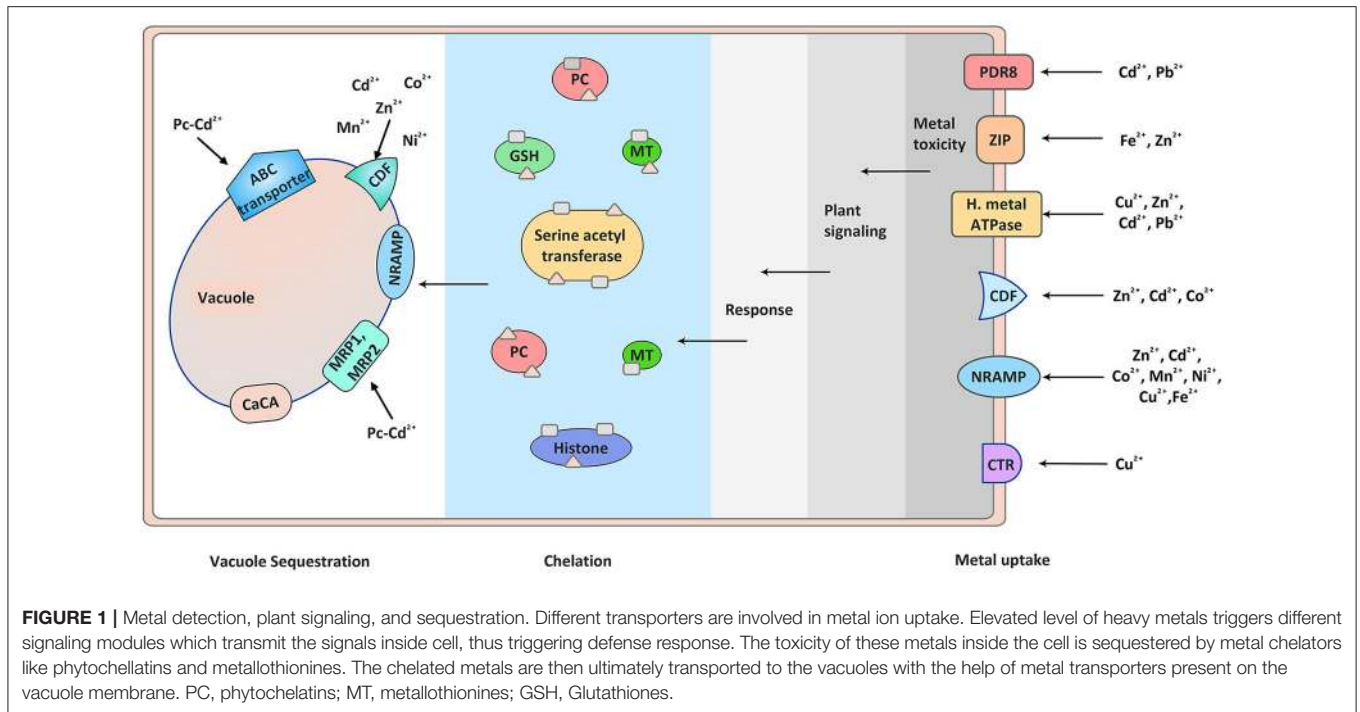 Cd²⁺
Co²⁺
Zn²⁺
Mn²⁺
Ni²⁺
Pc-Cd²⁺
ABC
transporter
CDF
NRAMP
Vacuole
MRP1,
MRP2
CaCA
Pc-Cd²⁺
PC
GSH
MT
Serine acetyl
transferase
PC
MT
Histone
Response
Plant
signaling
Metal
toxicity
PDR8
Cd²⁺, Pb²⁺
ZIP
Fe²⁺, Zn²⁺
H. metal
ATPase
Cu²⁺, Zn²⁺,
Cd²⁺, Pb²⁺
CDF
Zn²⁺, Cd²⁺, Co²⁺
NRAMP
Zn²⁺, Cd²⁺,
Co²⁺, Mn²⁺, Ni²⁺,
Cu²⁺,Fe²⁺
CTR
Cu²⁺
Vacuole Sequestration
Chelation
Metal uptake
FIGURE 1 | Metal detection, plant signaling, and sequestration. Different transporters are involved in metal ion uptake. Elevated level of heavy metals triggers different
signaling modules which transmit the signals inside cell, thus triggering defense response. The toxicity of these metals inside the cell is sequestered by metal chelators
like phytochellatins and metallothionines. The chelated metals are then ultimately transported to the vacuoles with the help of metal transporters present on the
vacuole membrane. PC, phytochelatins; MT, metallothionines; GSH, Glutathiones.